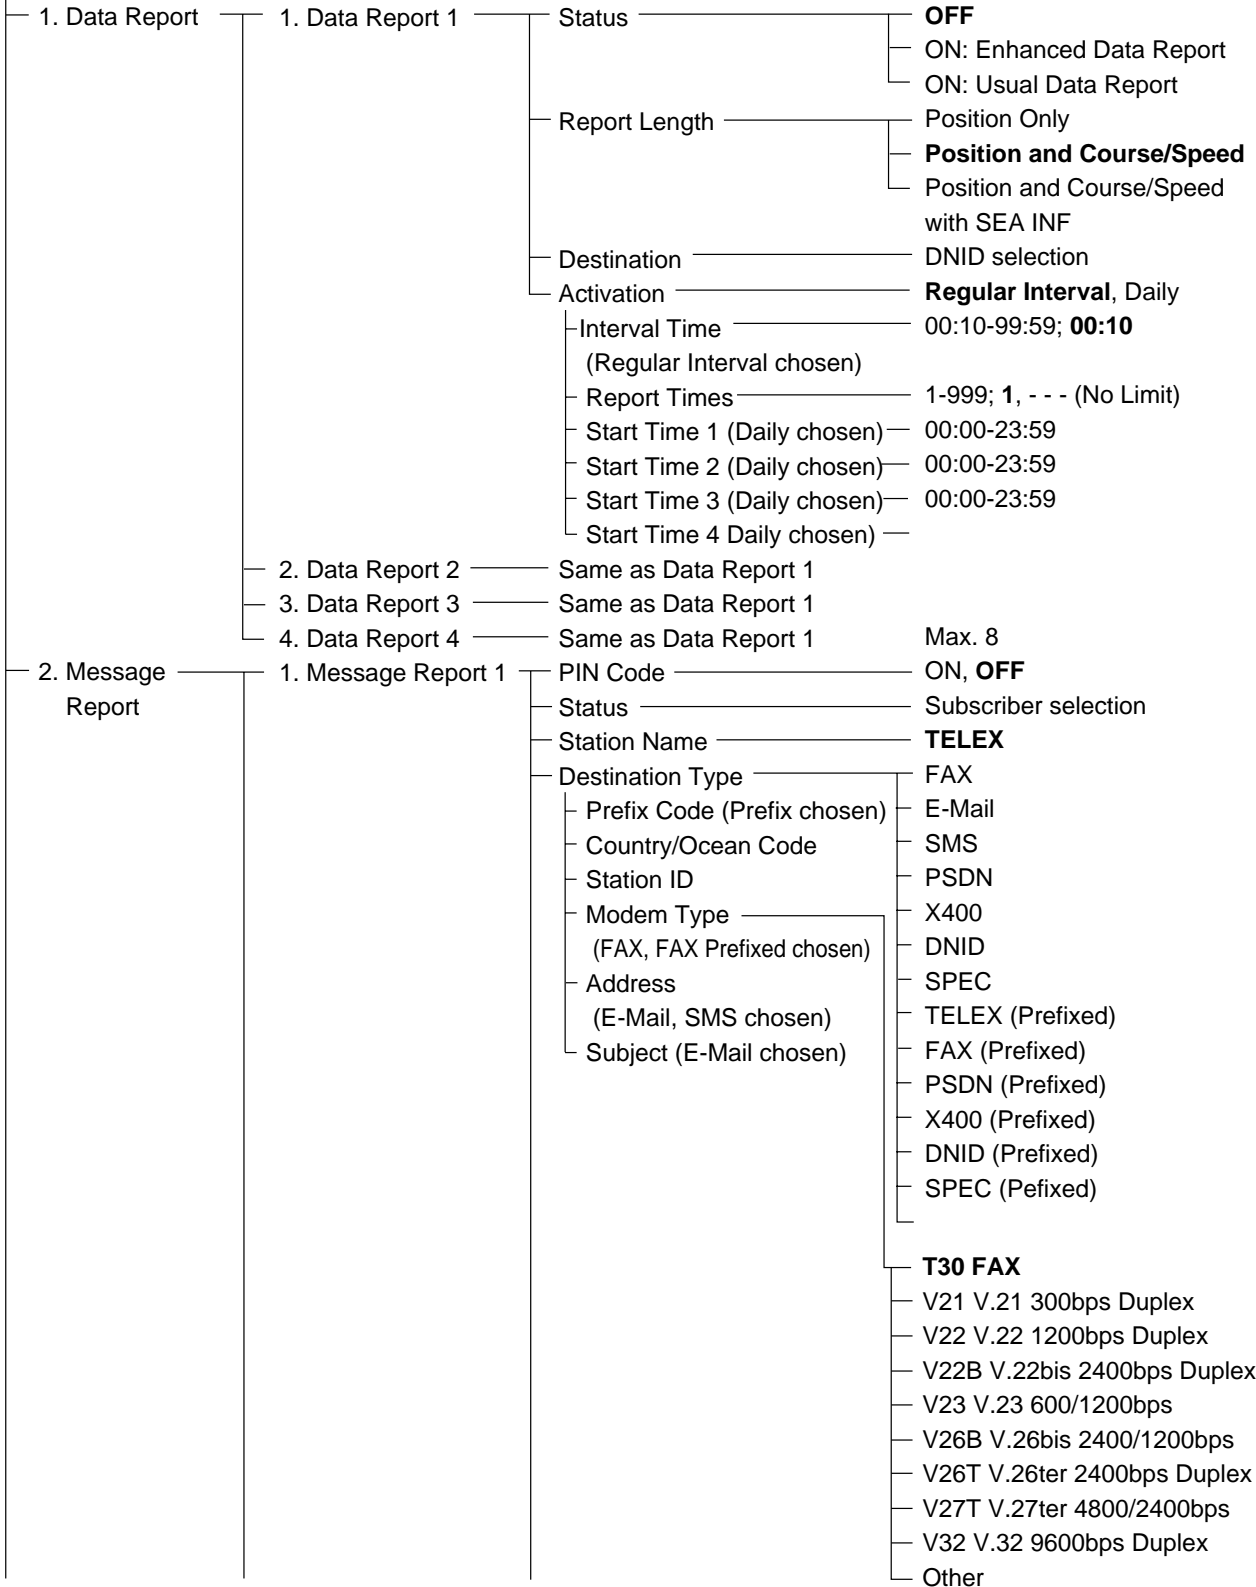 1. Data Report 1. Data Report 1 Status OFF
ON: Enhanced Data Report
ON: Usual Data Report
Report Length Position Only
Position and Course/Speed
Position and Course/Speed
with SEA INF
Destination DNID selection
Activation Regular Interval, Daily
Interval Time 00:10-99:59; 00:10
(Regular Interval chosen)
Report Times 1-999; 1, - - - (No Limit)
Start Time 1 (Daily chosen) 00:00-23:59
Start Time 2 (Daily chosen) 00:00-23:59
Start Time 3 (Daily chosen) 00:00-23:59
Start Time 4 Daily chosen)
2. Data Report 2 Same as Data Report 1
3. Data Report 3 Same as Data Report 1
4. Data Report 4 Same as Data Report 1 Max. 8
2. Message 1. Message Report 1 PIN Code ON, OFF
Report Status Subscriber selection
Station Name TELEX
Destination Type FAX
Prefix Code (Prefix chosen) E-Mail
Country/Ocean Code SMS
Station ID PSDN
Modem Type X400
(FAX, FAX Prefixed chosen) DNID
Address SPEC
(E-Mail, SMS chosen) TELEX (Prefixed)
Subject (E-Mail chosen) FAX (Prefixed)
PSDN (Prefixed)
X400 (Prefixed)
DNID (Prefixed)
SPEC (Pefixed)
T30 FAX
V21 V.21 300bps Duplex
V22 V.22 1200bps Duplex
V22B V.22bis 2400bps Duplex
V23 V.23 600/1200bps
V26B V.26bis 2400/1200bps
V26T V.26ter 2400bps Duplex
V27T V.27ter 4800/2400bps
V32 V.32 9600bps Duplex
Other